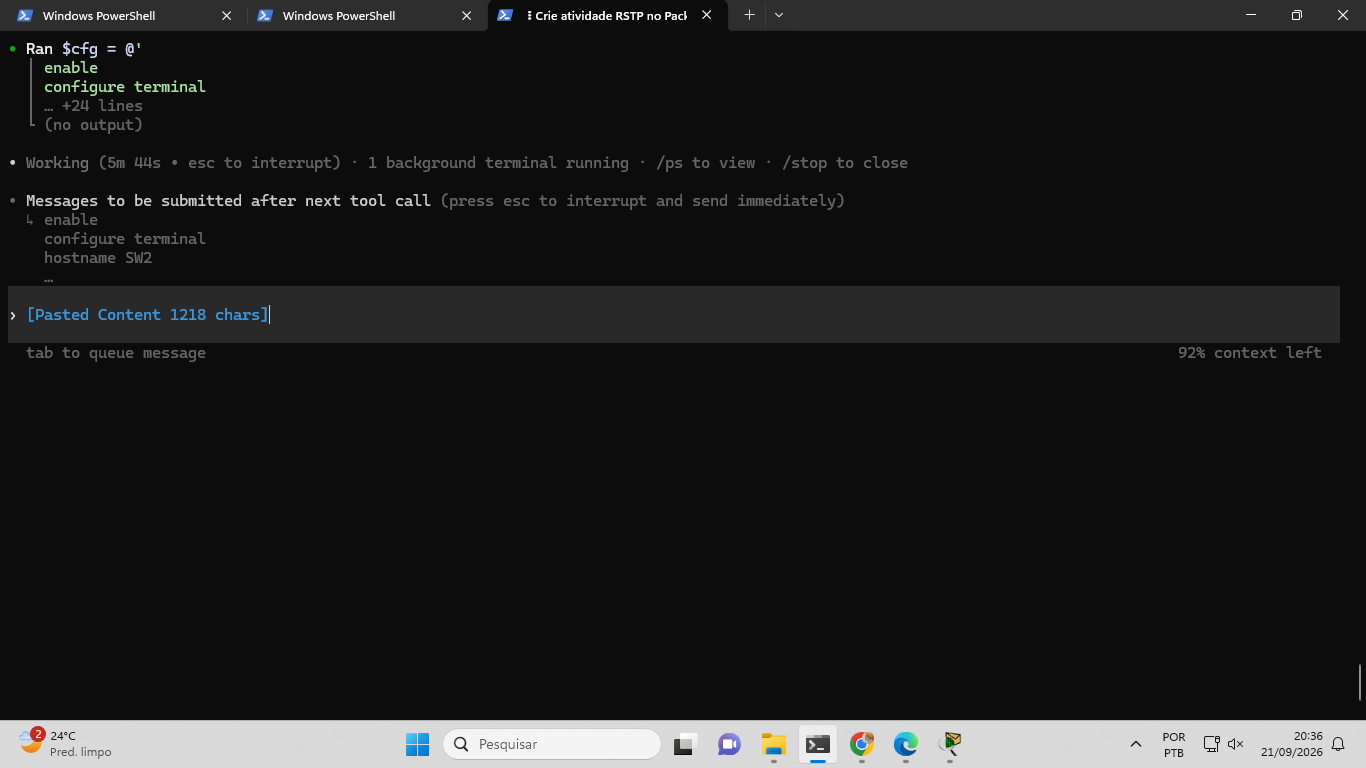 Windows PowerShell
Windows PowerShell
Crie atividade RSTP no Pack
• Ran $cfg = @'
enable
configure terminal
… +24 lines
(no output)
• Working (5m 44s • esc to interrupt) · 1 background terminal running · /ps to view · /stop to close
• Messages to be submitted after next tool call (press esc to interrupt and send immediately)
↳ enable
configure terminal
hostname SW2
…
› [Pasted Content 1218 chars]
tab to queue message 92% context left
2
24°C
Pred. limpo
Pesquisar
POR
PTB
20:36
21/09/2026